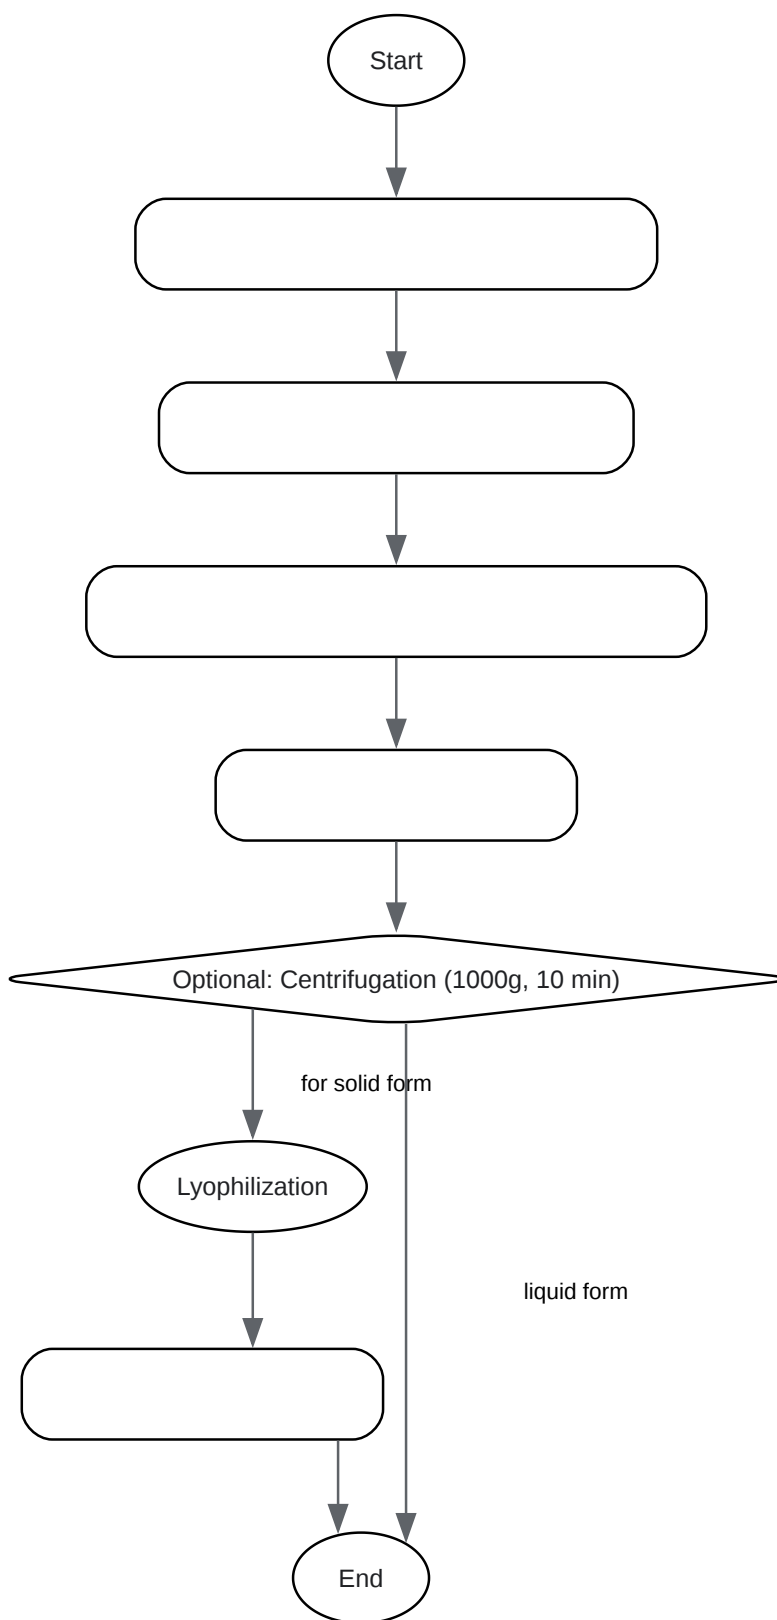 Start
Optional: Centrifugation (1000g, 10 min)
for solid form
Lyophilization
liquid form
End